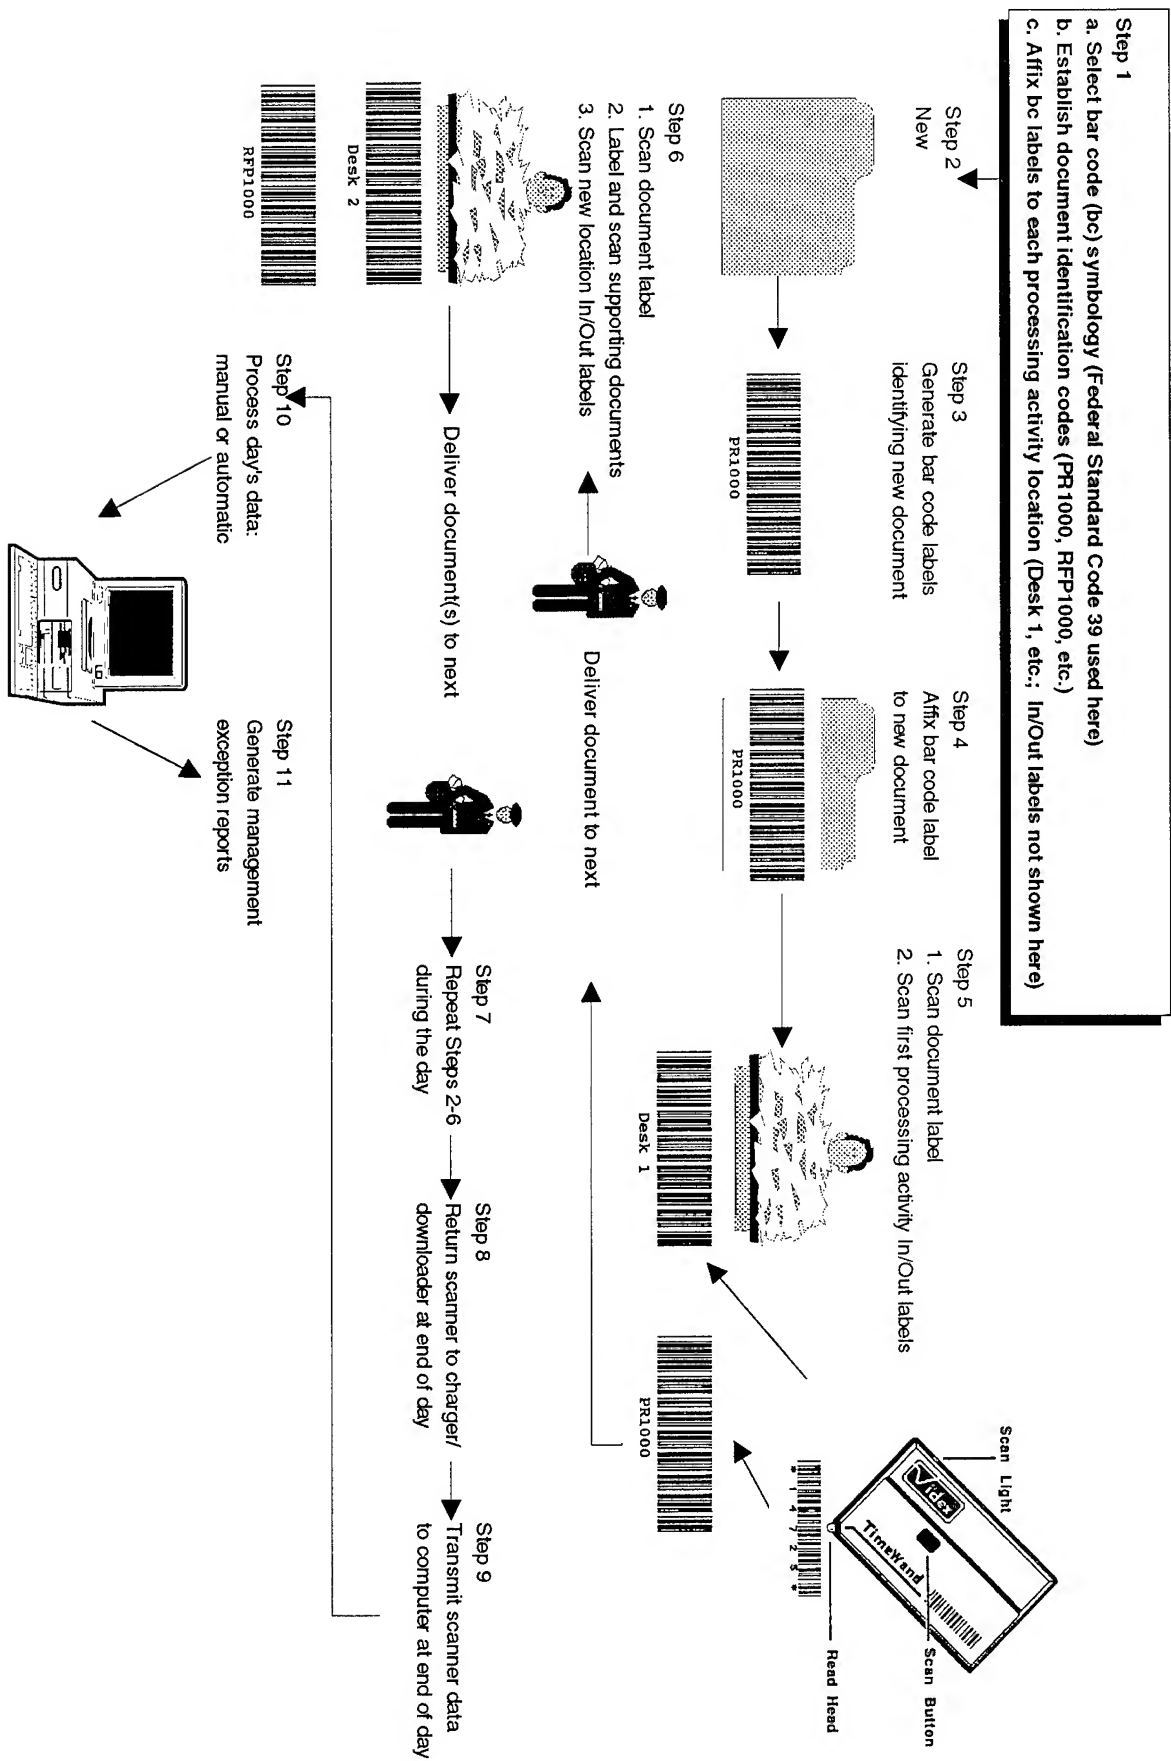 Step 1
a. Select bar code (bc) symbology (Federal Standard Code 39 used here)
b. Establish document identification codes (PR1000, RFP1000, etc.)
c. Affix bc labels to each processing activity location (Desk 1, etc.; In/Out labels not shown here)
Step 2
New
Step 3
Generate bar code labels
identifying new document
PR1000
Step 4
Affix bar code label
to new document
PR1000
Step 5
1. Scan document label
2. Scan first processing activity In/Out labels
Desk 1
PR1000
Scan Light
Videx
TimeWand
Scan Button
Read Head
* 1 4 7 2 5 *
Deliver document to next
Step 6
1. Scan document label
2. Label and scan supporting documents
3. Scan new location In/Out labels
Desk 2
RFP1000
Deliver document(s) to next
Step 7
Repeat Steps 2-6
during the day
Step 8
Return scanner to charger/
downloader at end of day
Step 9
Transmit scanner data
to computer at end of day
Step 10
Process day's data:
manual or automatic
Step 11
Generate management
exception reports